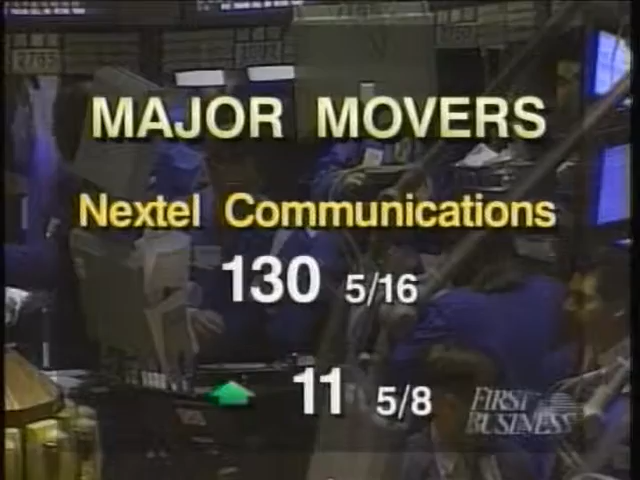 MAJOR MOVERS
Nextel Communications
130 5/16
11 5/8
FIRST
BUSINESS